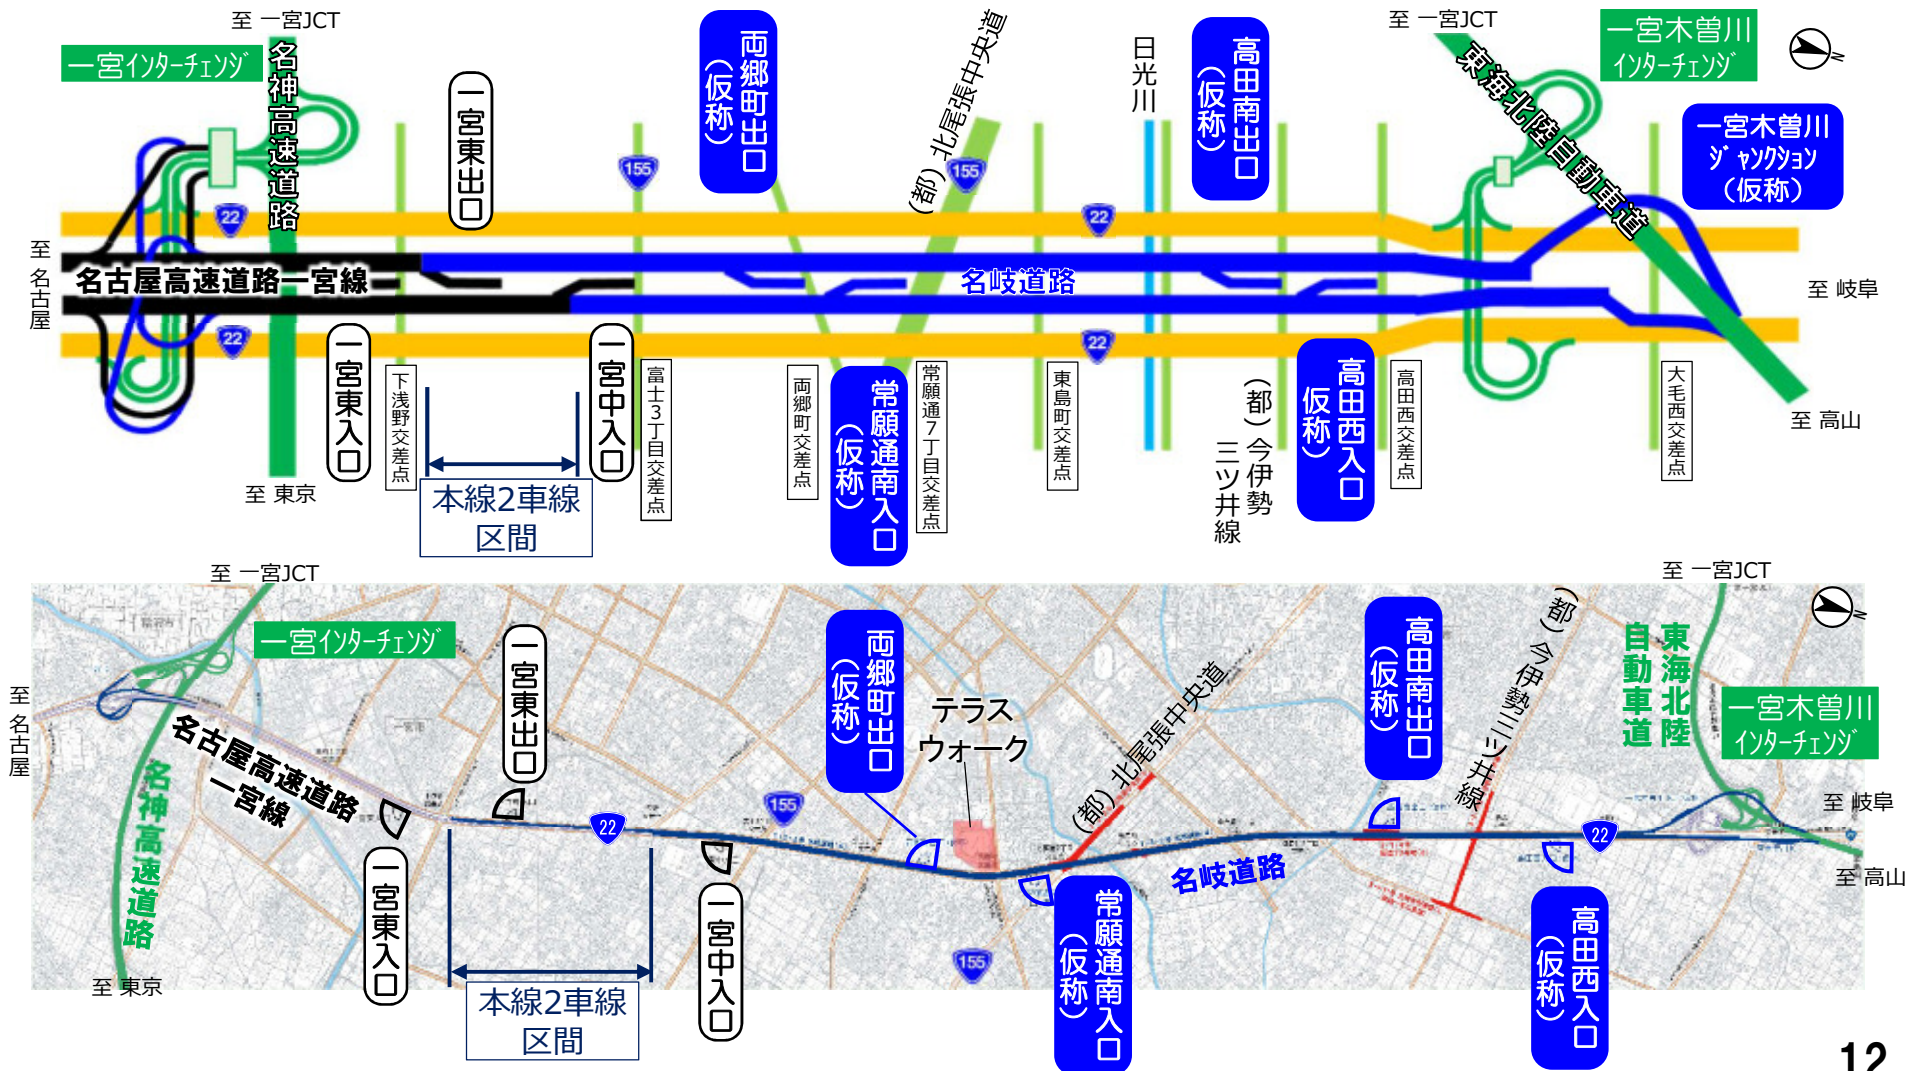 至 一宮JCT
一宮インターチェンジ
名神高速道路
一宮東出口
両郷町出口
(仮称)
(都) 北尾張中央道
日光川
高田南出口
(仮称)
至 一宮JCT
東海北陸自動車道
一宮木曽川
インターチェンジ
N
一宮木曽川
ジャンクション
(仮称)
155
155
22
22
至 名古屋
名古屋高速道路一宮線
名岐道路
至 岐阜
22
22
一宮東入口
下浅野交差点
一宮中入口
富士3丁目交差点
両郷町交差点
常願通南入口
(仮称)
常願通7丁目交差点
東島町交差点
(都) 今伊勢
三ツ井線
高田西入口
(仮称)
高田西交差点
大毛西交差点
至 高山
至 東京
本線2車線
区間
至 一宮JCT
至 一宮JCT
N
一宮インターチェンジ
一宮東出口
両郷町出口
(仮称)
テラス
ウォーク
(都) 北尾張中央道
高田南出口
(仮称)
(都) 今伊勢三ツ井線
東海北陸
自動車道
一宮木曽川
インターチェンジ
至 名古屋
名古屋高速道路
一宮線
名神高速道路
155
22
22
至 岐阜
名岐道路
至 高山
一宮東入口
一宮中入口
155
常願通南入口
(仮称)
高田西入口
(仮称)
至 東京
本線2車線
区間
12